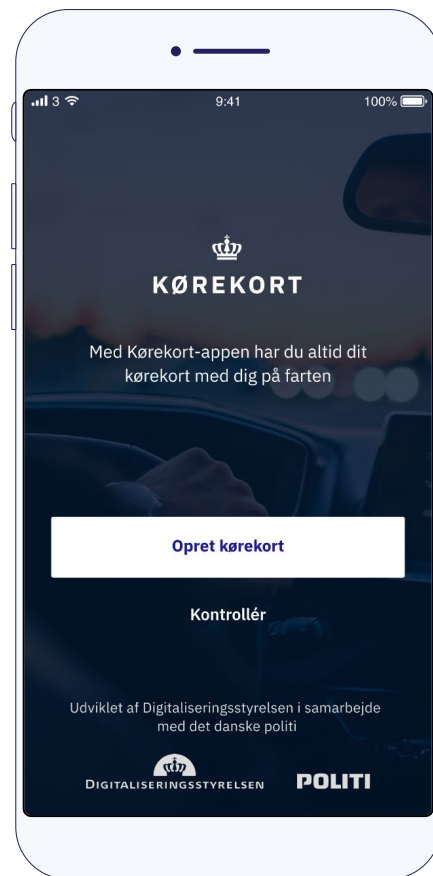 3 9:41 100%
KØREKORT
Med Kørekort-appen har du altid dit
kørekort med dig på farten
Opret kørekort
Kontrollér
Udviklet af Digitaliseringsstyrelsen i samarbejde
med det danske politi
DIGITALISERINGSSTYRELSEN POLITI